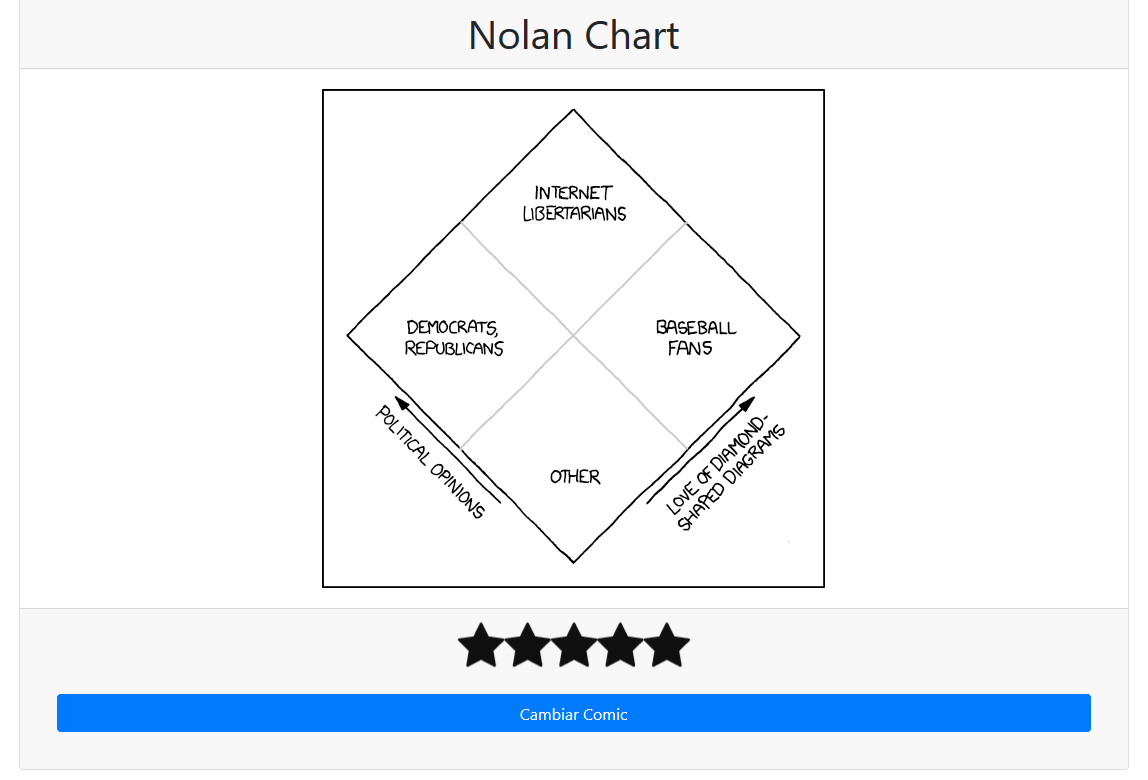 Nolan Chart
INTERNET
LIBERTARIANS
DEMOCRATS,
REPUBLICANS
BASEBALL
FANS
OTHER
POLITICAL OPINIONS
LOVE OF DIAMOND-
SHAPED DIAGRAMS
Cambiar Comic